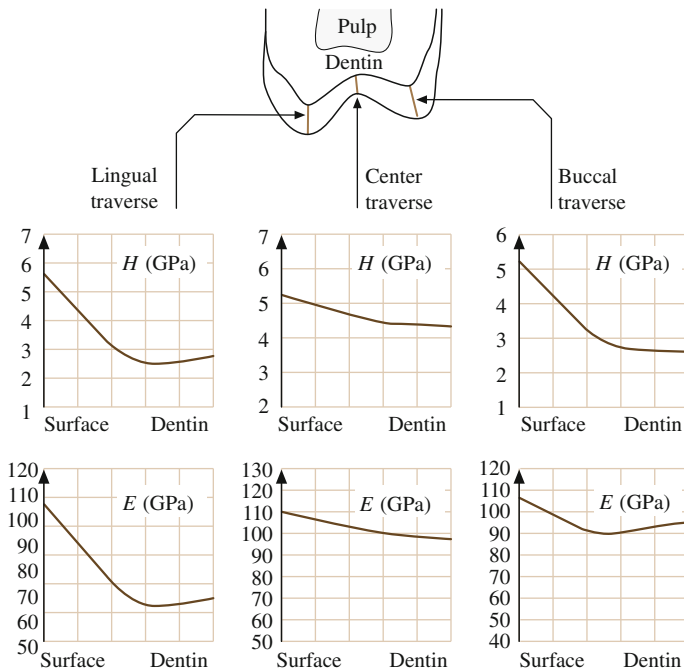 Pulp
Dentin
Lingual
traverse
Center
traverse
Buccal
traverse
7
6
5
4
3
2
1
H (GPa)
Surface Dentin
7
6
5
4
3
2
H (GPa)
Surface Dentin
6
5
4
3
2
1
H (GPa)
Surface Dentin
120
110
100
90
80
70
60
50
E (GPa)
Surface Dentin
130
120
110
100
90
80
70
60
50
E (GPa)
Surface Dentin
120
110
100
90
80
70
60
50
40
E (GPa)
Surface Dentin